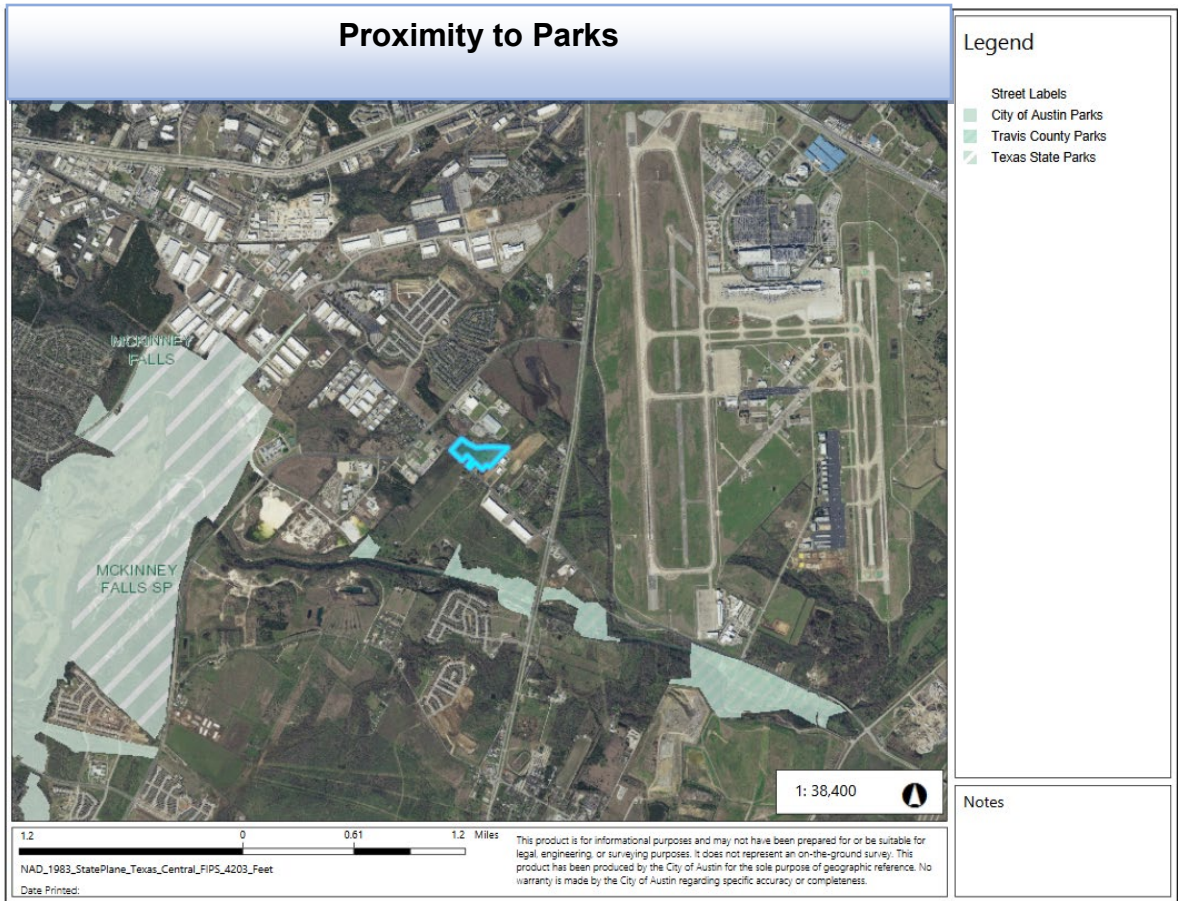 Proximity to Parks
Legend
Street Labels
City of Austin Parks
Travis County Parks
Texas State Parks
MCKINNEY
FALLS
MCKINNEY
FALLS SP
1: 38,400
Notes
1.2 0 0.61 1.2 Miles
NAD_1983_StatePlane_Texas_Central_FIPS_4203_Feet
Date Printed:
This product is for informational purposes and may not have been prepared for or be suitable for
legal, engineering, or surveying purposes. It does not represent an on-the-ground survey. This
product has been produced by the City of Austin for the sole purpose of geographic reference. No
warranty is made by the City of Austin regarding specific accuracy or completeness.